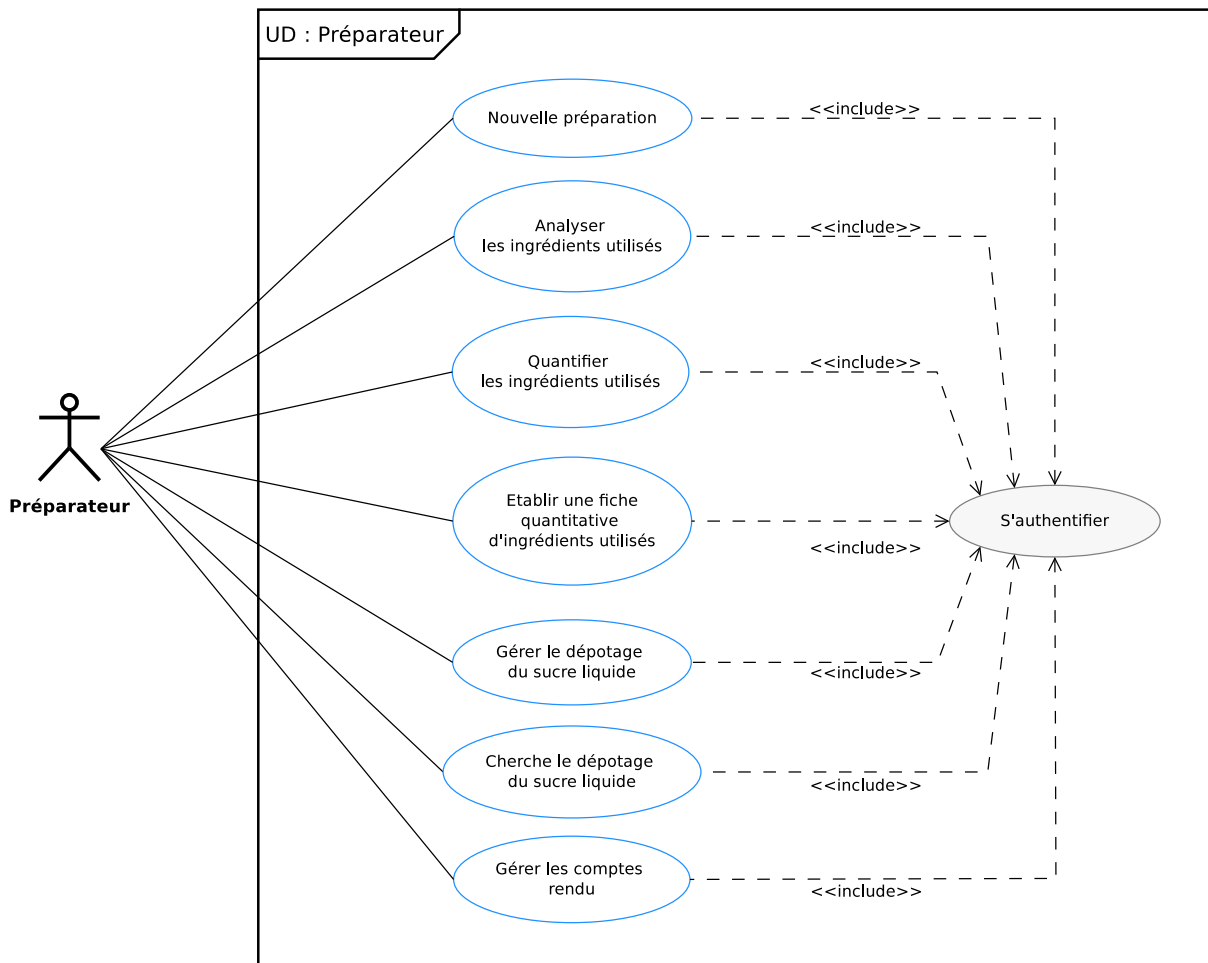 UD : Préparateur
Nouvelle préparation
<<include>>
Analyser
les ingrédients utilisés
<<include>>
Quantifier
les ingrédients utilisés
<<include>>
Préparateur
Etablir une fiche
quantitative
d'ingrédients utilisés
<<include>>
S'authentifier
Gérer le dépotage
du sucre liquide
<<include>>
Cherche le dépotage
du sucre liquide
<<include>>
Gérer les comptes
rendu
<<include>>